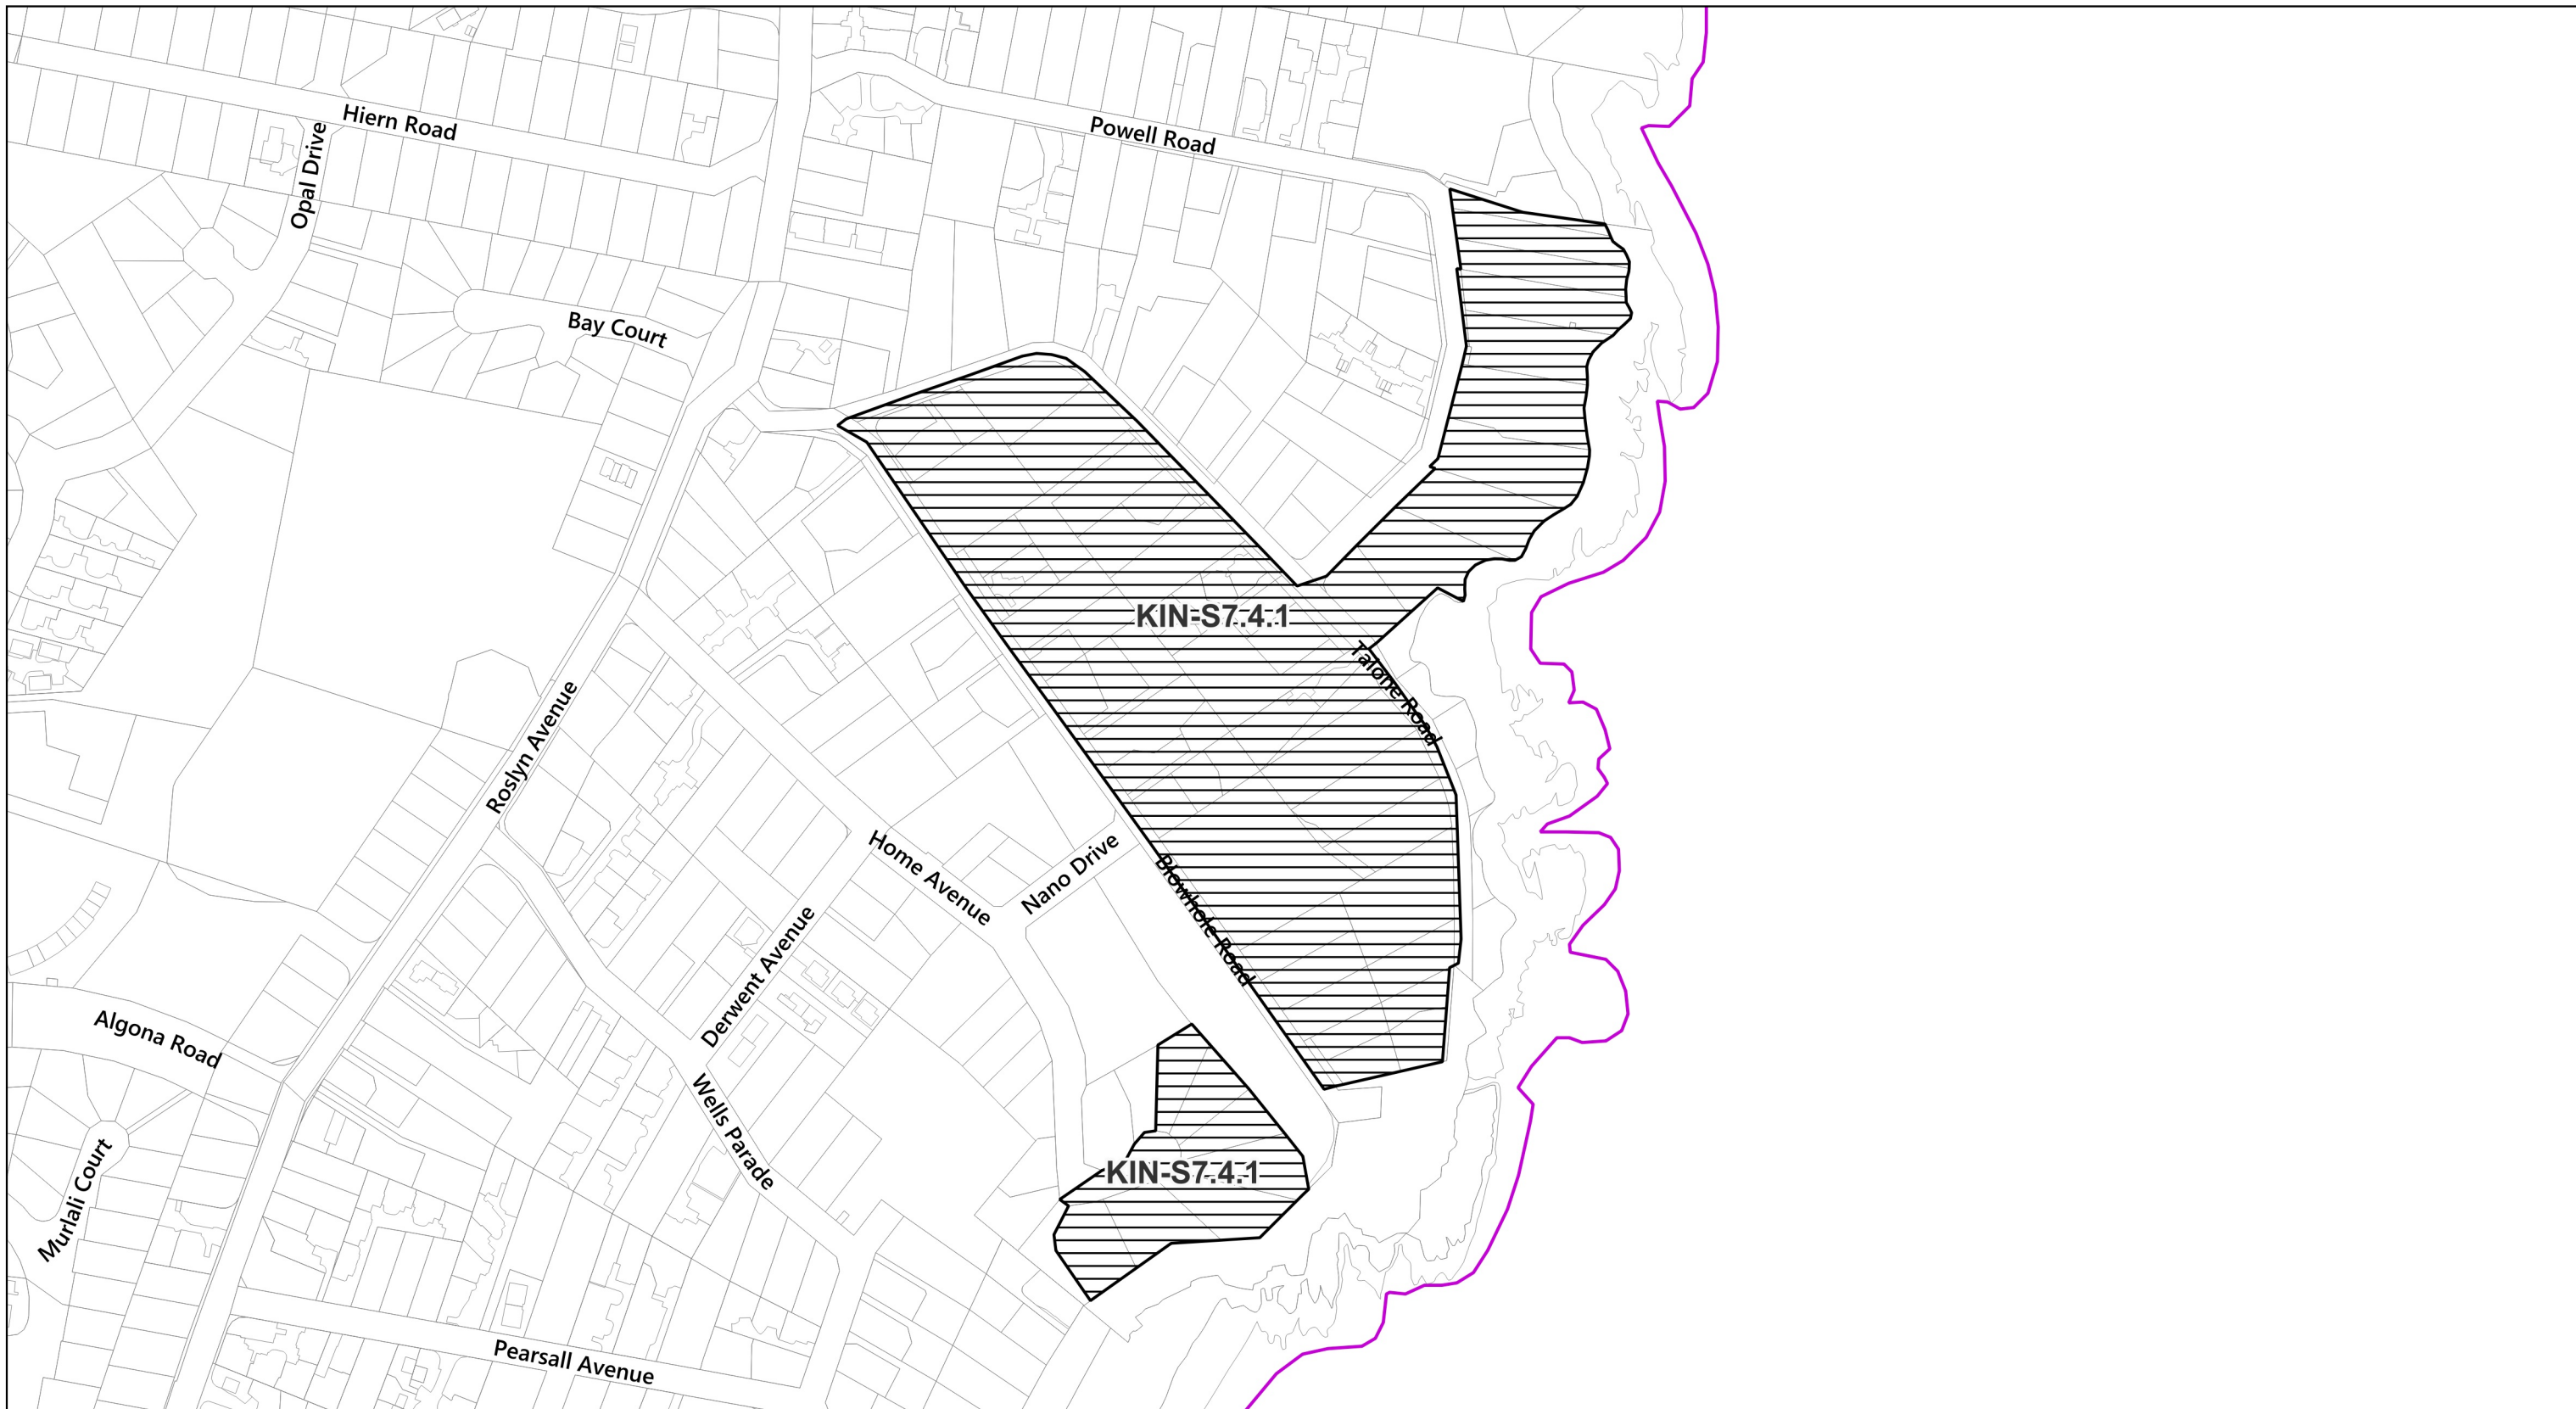 Hiern Road
Powell Road
Opal Drive
Bay Court
KIN-S7.4.1
Talone Road
Roslyn Avenue
Home Avenue
Nano Drive
Blowhole Road
Derwent Avenue
Algona Road
Wells Parade
Murlali Court
KIN-S7.4.1
Pearsall Avenue